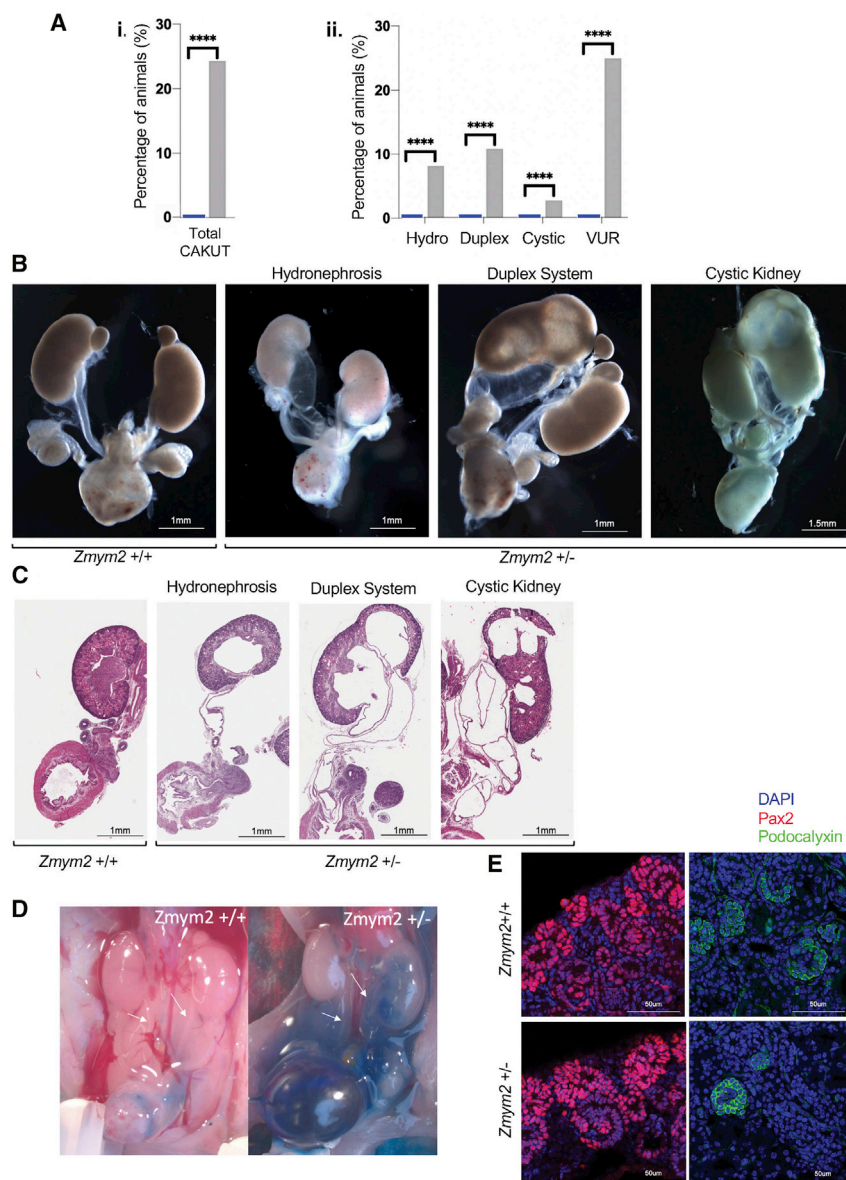 A
i.
Percentage of animals (%)
30
20
10
0
****
Total
CAKUT
ii.
Percentage of animals (%)
30
20
10
0
****
****
****
****
Hydro Duplex Cystic VUR
B
Hydronephrosis Duplex System Cystic Kidney
1mm 1mm 1mm 1.5mm
Zmym2 +/+ Zmym2 +/-
C
Hydronephrosis Duplex System Cystic Kidney
1mm 1mm 1mm 1mm
Zmym2 +/+ Zmym2 +/-
D
Zmym2 +/+ Zmym2 +/-
DAPI
Pax2
Podocalyxin
E
Zmym2+/+
50um 50um
Zmym2 +/-
50um 50um